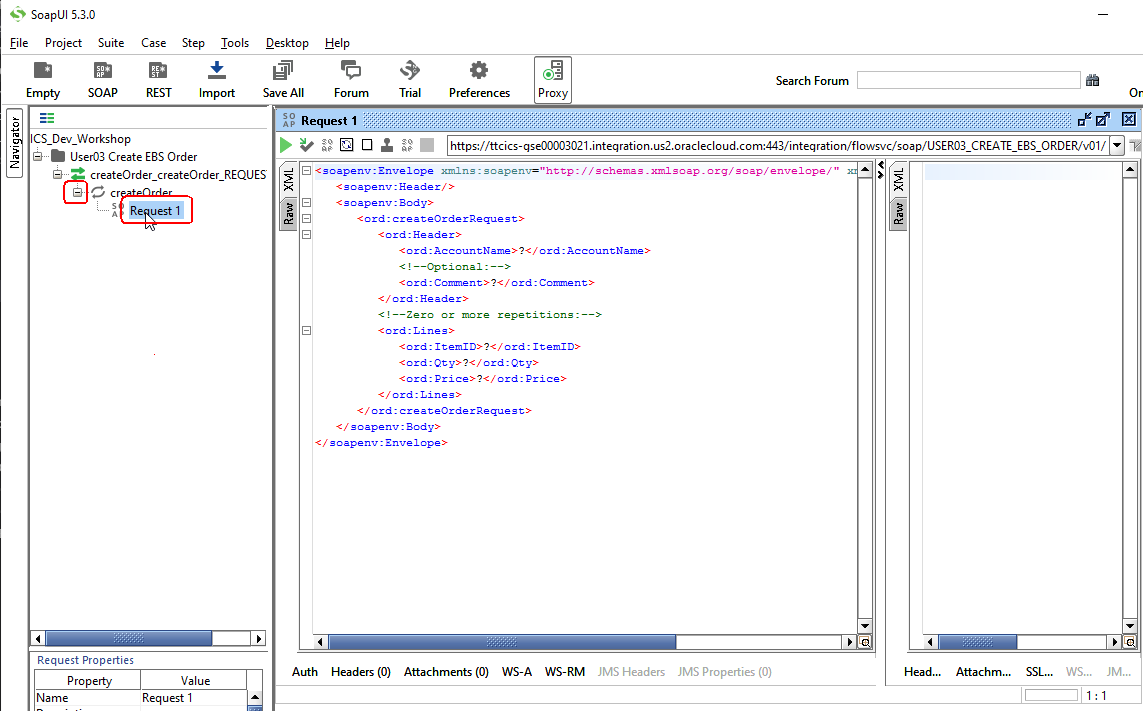 SoapUI 5.3.0
File Project Suite Case Step Tools Desktop Help
Empty SOAP REST Import Save All Forum Trial Preferences Proxy Search Forum On
Navigator
ICS_Dev_Workshop
User03 Create EBS Order
createOrder_createOrder_REQUES
createOrder
Request 1
Request 1
https://ttcics-gse00003021.integration.us2.oraclecloud.com:443/integration/flowsvc/soap/USER03_CREATE_EBS_ORDER/v01/
XML
Raw
<soapenv:Envelope xmlns:soapenv="http://schemas.xmlsoap.org/soap/envelope/" x
<soapenv:Header/>
<soapenv:Body>
<ord:createOrderRequest>
<ord:Header>
<ord:AccountName>?</ord:AccountName>
<!--Optional:-->
<ord:Comment>?</ord:Comment>
</ord:Header>
<!--Zero or more repetitions:-->
<ord:Lines>
<ord:ItemID>?</ord:ItemID>
<ord:Qty>?</ord:Qty>
<ord:Price>?</ord:Price>
</ord:Lines>
</ord:createOrderRequest>
</soapenv:Body>
</soapenv:Envelope>
XML
Raw
Auth Headers (0) Attachments (0) WS-A WS-RM JMS Headers JMS Properties (0)
Head... Attachm... SSL... WS... JM...
1 : 1
Request Properties
Property Value
Name Request 1